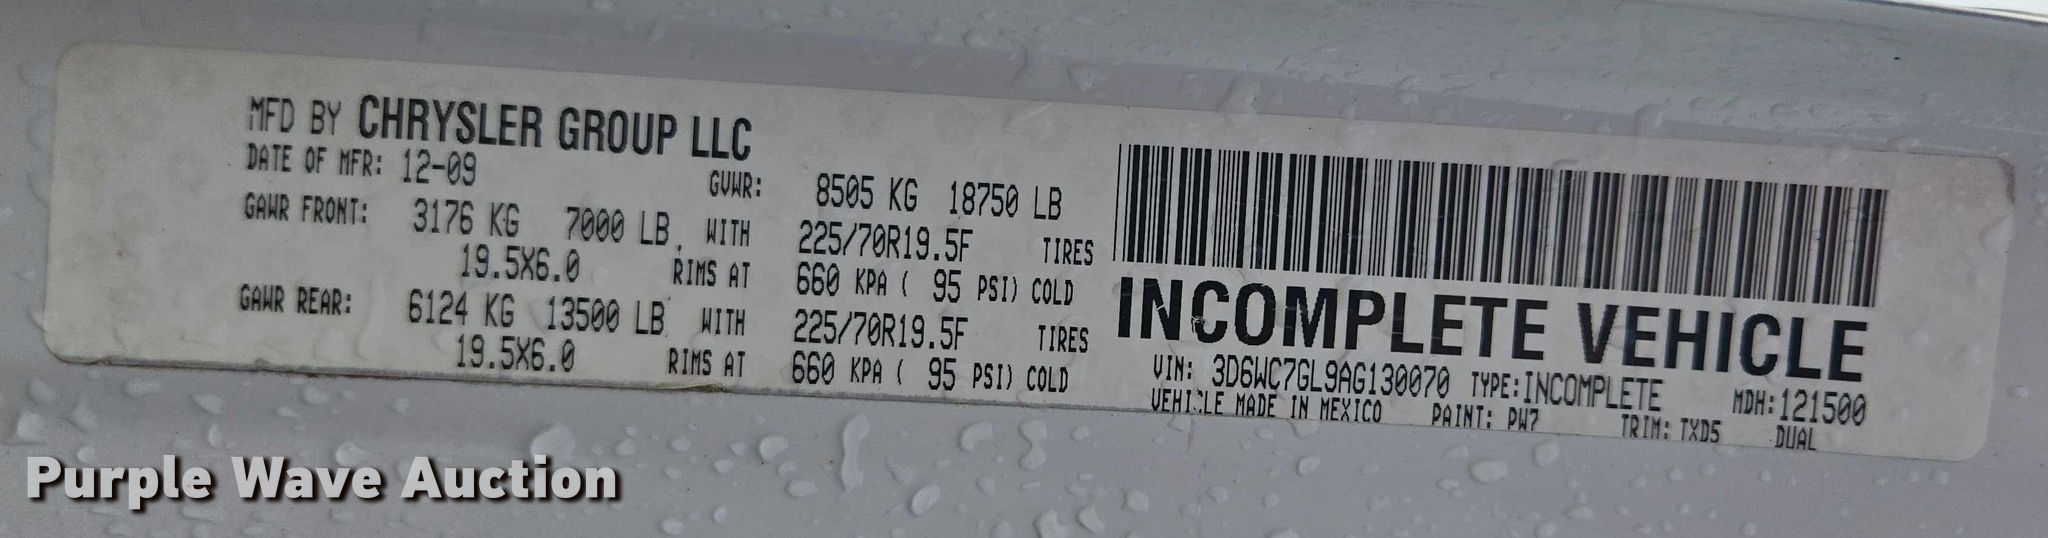 MFD BY CHRYSLER GROUP LLC
DATE OF MFR: 12-09 GVWR: 8505 KG 18750 LB
GAWR FRONT: 3176 KG 7000 LB WITH 225/70R19.5F TIRES
19.5X6.0 RIMS AT 660 KPA ( 95 PSI) COLD
GAWR REAR: 6124 KG 13500 LB WITH 225/70R19.5F TIRES
19.5X6.0 RIMS AT 660 KPA ( 95 PSI) COLD
INCOMPLETE VEHICLE
VIN: 3D6WC7GL9AG130070 TYPE: INCOMPLETE MDH: 121500
VEHICLE MADE IN MEXICO PAINT: PW7 TRIM: TXD5 DUAL
Purple Wave Auction